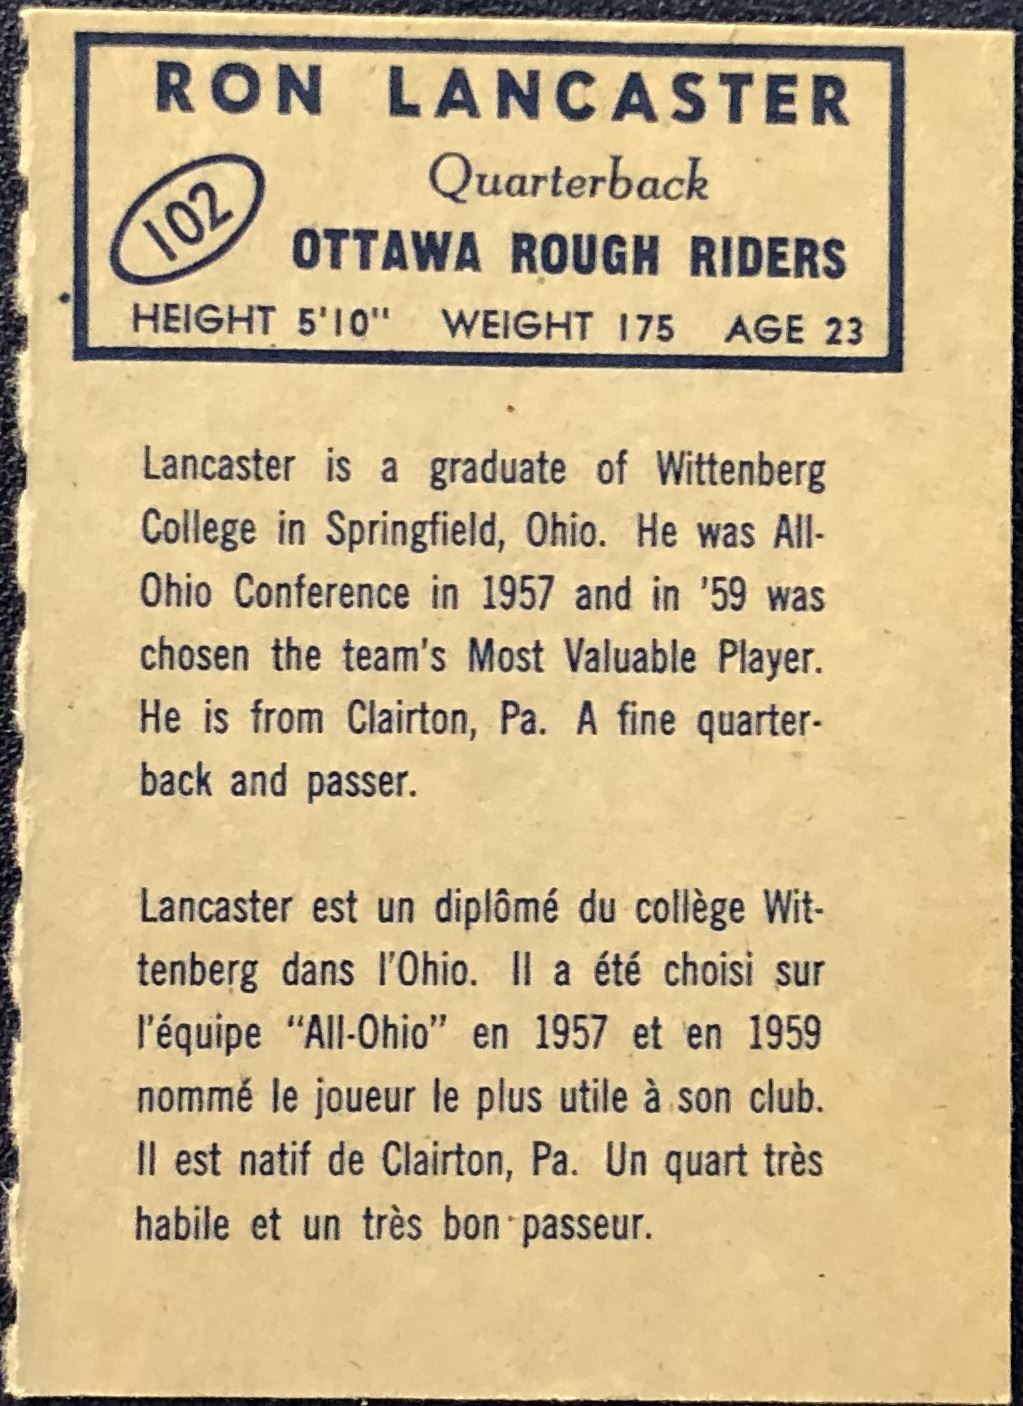 RON LANCASTER
Quarterback
102
OTTAWA ROUGH RIDERS
HEIGHT 5'10" WEIGHT 175 AGE 23
Lancaster is a graduate of Wittenberg
College in Springfield, Ohio. He was All-
Ohio Conference in 1957 and in '59 was
chosen the team's Most Valuable Player.
He is from Clairton, Pa. A fine quarter-
back and passer.
Lancaster est un diplômé du collège Wit-
tenberg dans l'Ohio. Il a été choisi sur
l'équipe “All-Ohio” en 1957 et en 1959
nommé le joueur le plus utile à son club.
Il est natif de Clairton, Pa. Un quart très
habile et un très bon passeur.